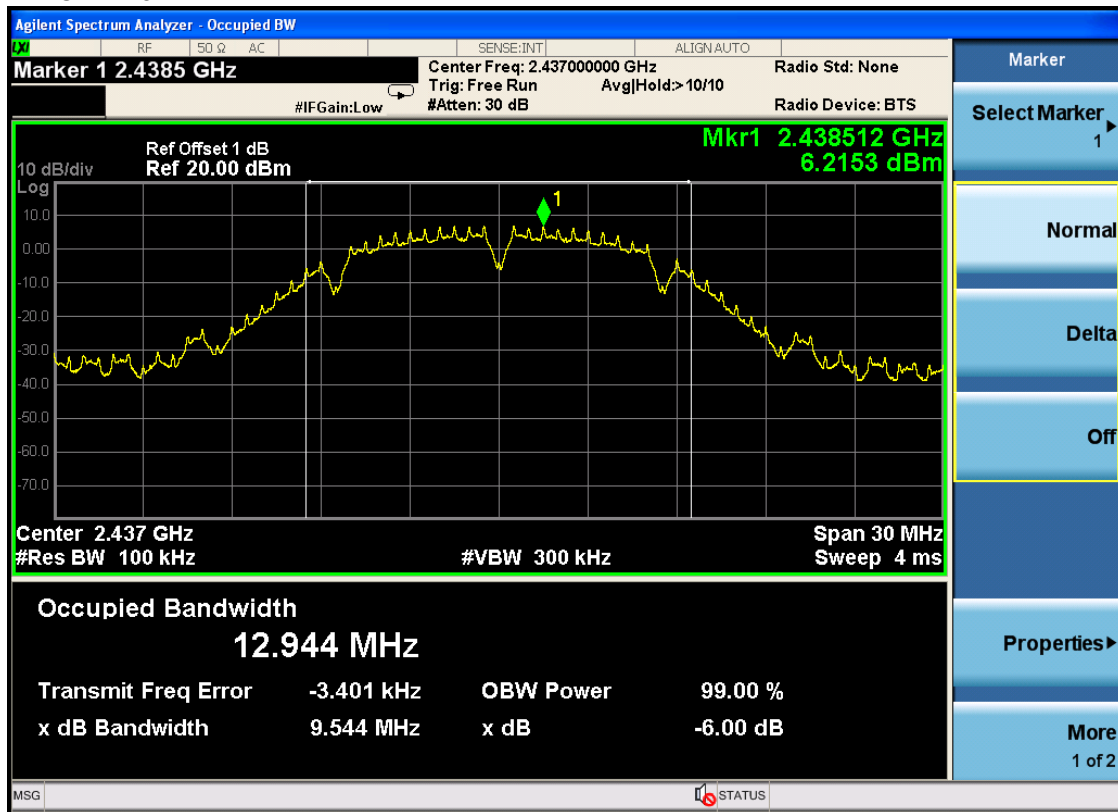 Agilent Spectrum Analyzer - Occupied BW
LXI RF 50 Ω AC SENSE:INT ALIGN AUTO
Marker 1 2.4385 GHz
Center Freq: 2.437000000 GHz Radio Std: None
Trig: Free Run Avg|Hold:>10/10
#IFGain:Low #Atten: 30 dB Radio Device: BTS
Mkr1 2.438512 GHz
6.2153 dBm
Ref Offset 1 dB
10 dB/div Ref 20.00 dBm
Log
10.0
0.00
-10.0
-20.0
-30.0
-40.0
-50.0
-60.0
-70.0
1
Center 2.437 GHz Span 30 MHz
#Res BW 100 kHz #VBW 300 kHz Sweep 4 ms
Occupied Bandwidth
12.944 MHz
Transmit Freq Error -3.401 kHz OBW Power 99.00 %
x dB Bandwidth 9.544 MHz x dB -6.00 dB
MSG STATUS
Marker
Select Marker
1
Normal
Delta
Off
Properties
More
1 of 2